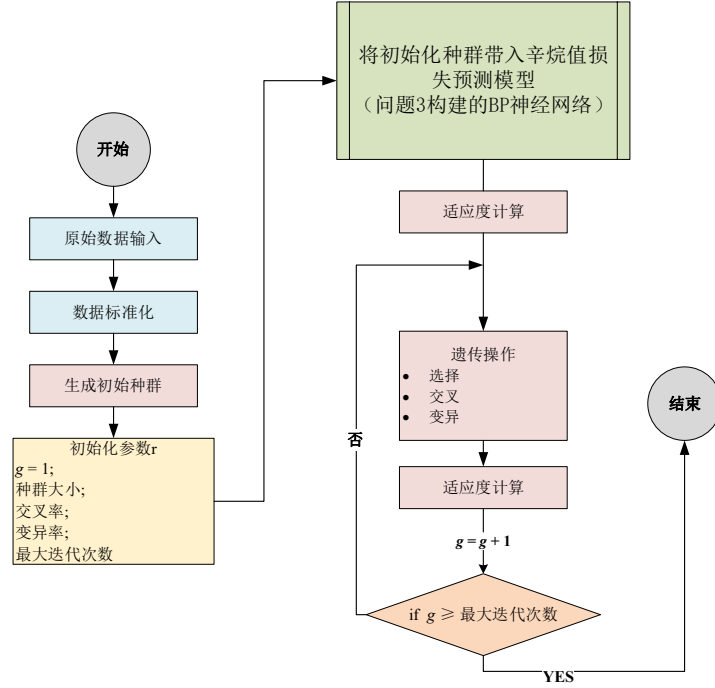 开始
原始数据输入
数据标准化
生成初始种群
初始化参数r
g = 1;
种群大小;
交叉率;
变异率;
最大迭代次数
将初始化种群带入辛烷值损
失预测模型
（问题3构建的BP神经网络）
适应度计算
遗传操作
• 选择
• 交叉
• 变异
适应度计算
g = g + 1
if g ≥ 最大迭代次数
否
YES
结束